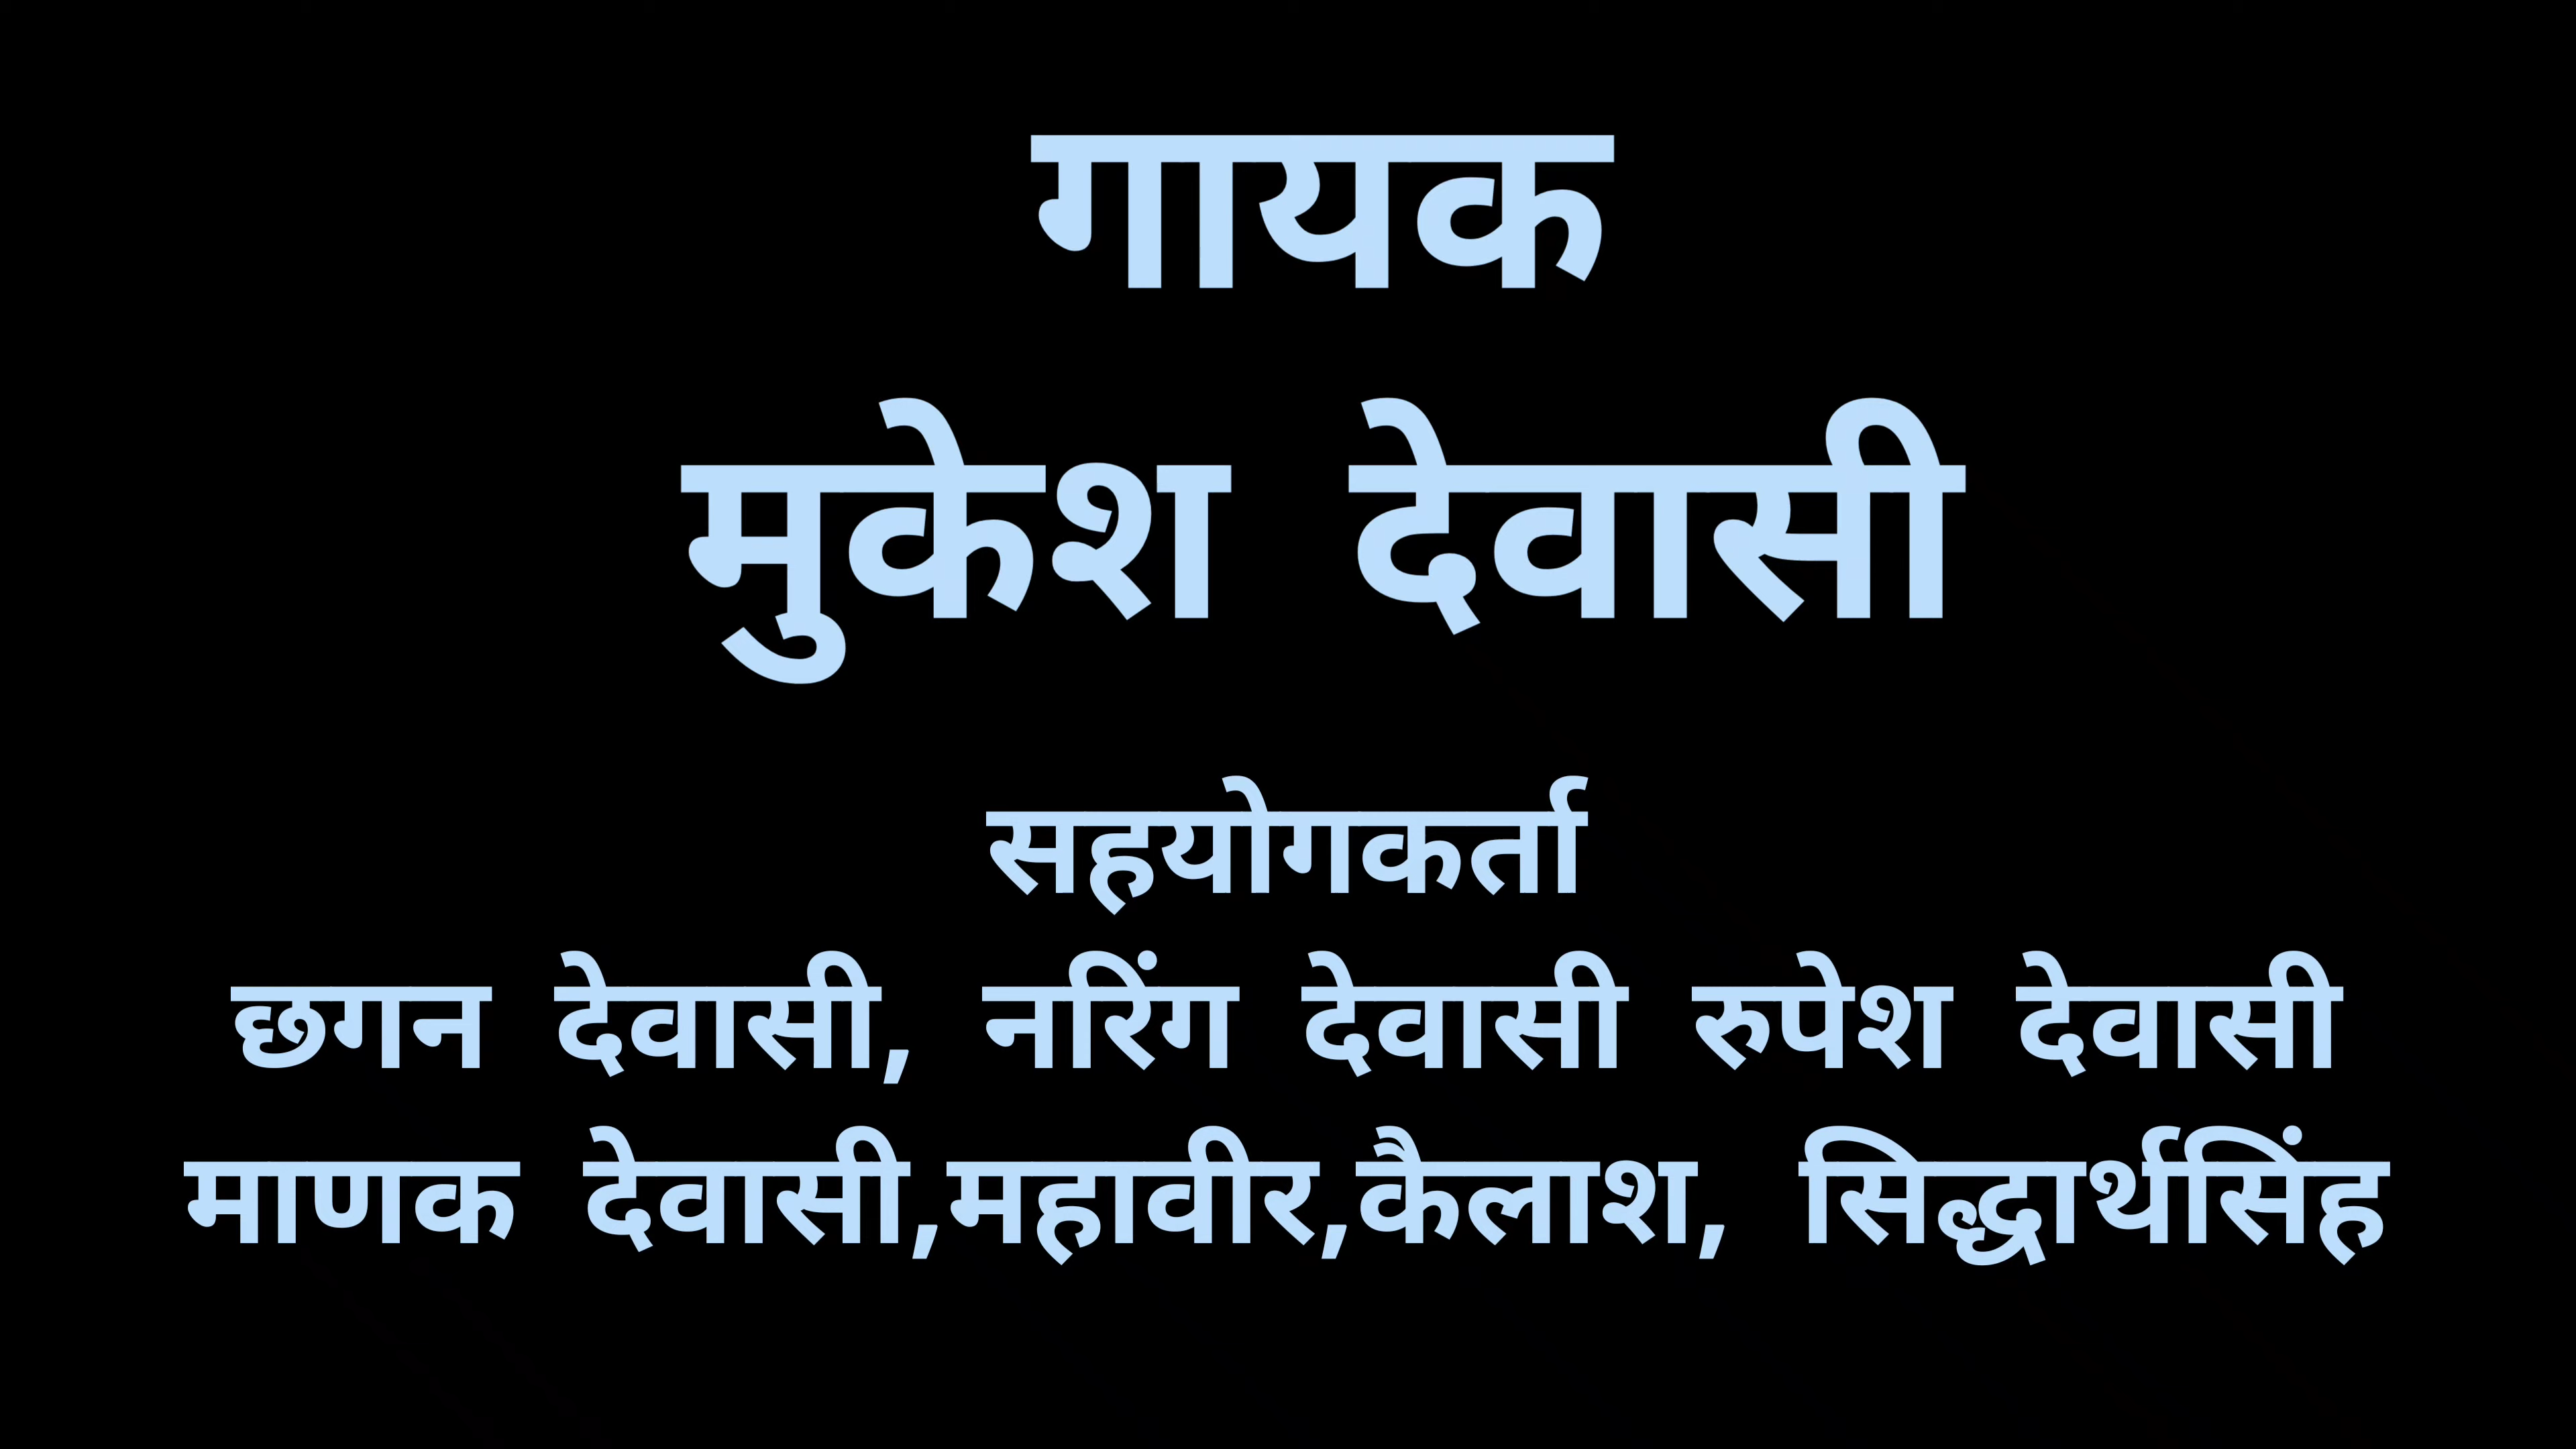 गायक
मुकेश देवासी
सहयोगकर्ता
छगन देवासी, नरिंग देवासी रुपेश देवासी
माणक देवासी,महावीर,कैलाश, सिद्धार्थसिंह